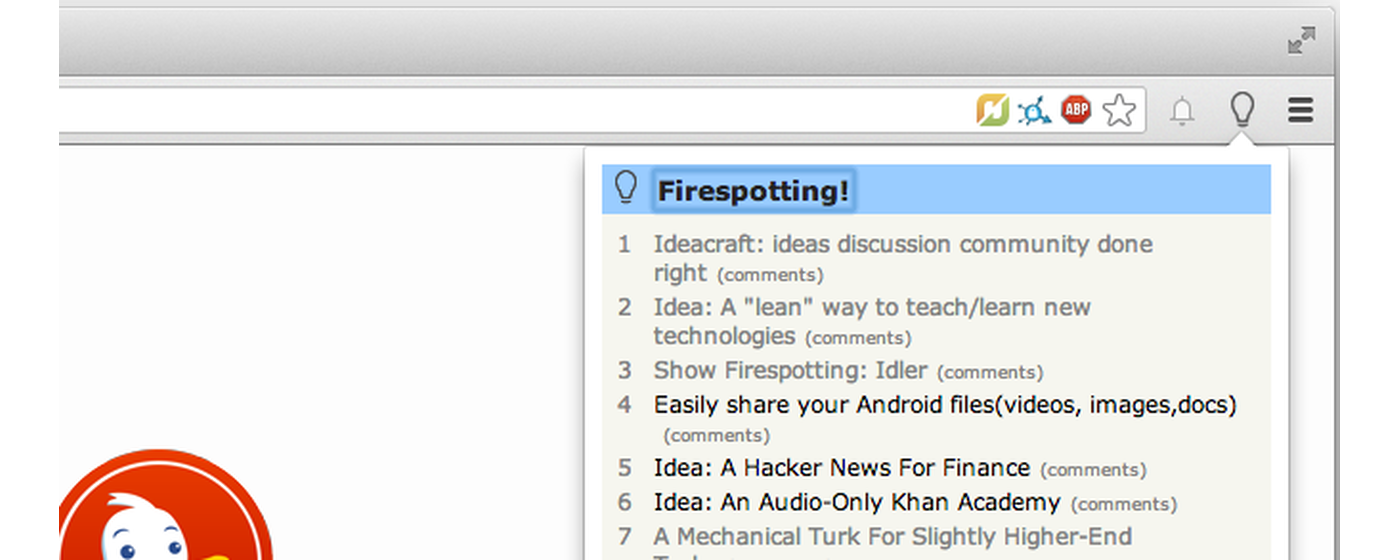 ABP
Firespotting!
1 Ideacraft: ideas discussion community done
right (comments)
2 Idea: A "lean" way to teach/learn new
technologies (comments)
3 Show Firespotting: Idler (comments)
4 Easily share your Android files(videos, images,docs)
(comments)
5 Idea: A Hacker News For Finance (comments)
6 Idea: An Audio-Only Khan Academy (comments)
7 A Mechanical Turk For Slightly Higher-End